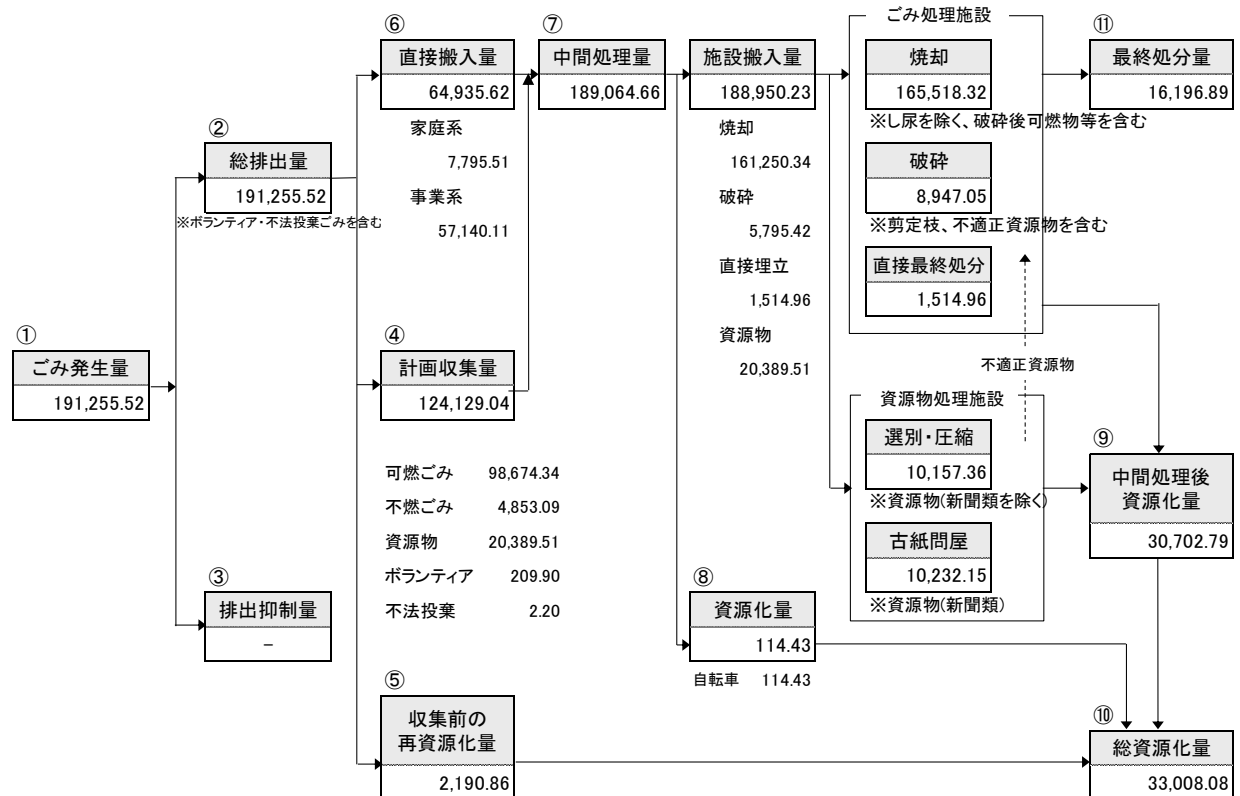 ①
ごみ発生量
191,255.52
②
総排出量
191,255.52
※ボランティア・不法投棄ごみを含む
③
排出抑制量
－
⑥
直接搬入量
64,935.62
家庭系
7,795.51
事業系
57,140.11
④
計画収集量
124,129.04
可燃ごみ 98,674.34
不燃ごみ 4,853.09
資源物 20,389.51
ボランティア 209.90
不法投棄 2.20
⑤
収集前の
再資源化量
2,190.86
⑦
中間処理量
189,064.66
施設搬入量
188,950.23
焼却
161,250.34
破砕
5,795.42
直接埋立
1,514.96
資源物
20,389.51
⑧
資源化量
114.43
自転車 114.43
ごみ処理施設
焼却
165,518.32
※し尿を除く、破砕後可燃物等を含む
破砕
8,947.05
※剪定枝、不適正資源物を含む
直接最終処分
1,514.96
不適正資源物
資源物処理施設
選別・圧縮
10,157.36
※資源物(新聞類を除く)
古紙問屋
10,232.15
※資源物(新聞類)
⑪
最終処分量
16,196.89
⑨
中間処理後
資源化量
30,702.79
⑩
総資源化量
33,008.08